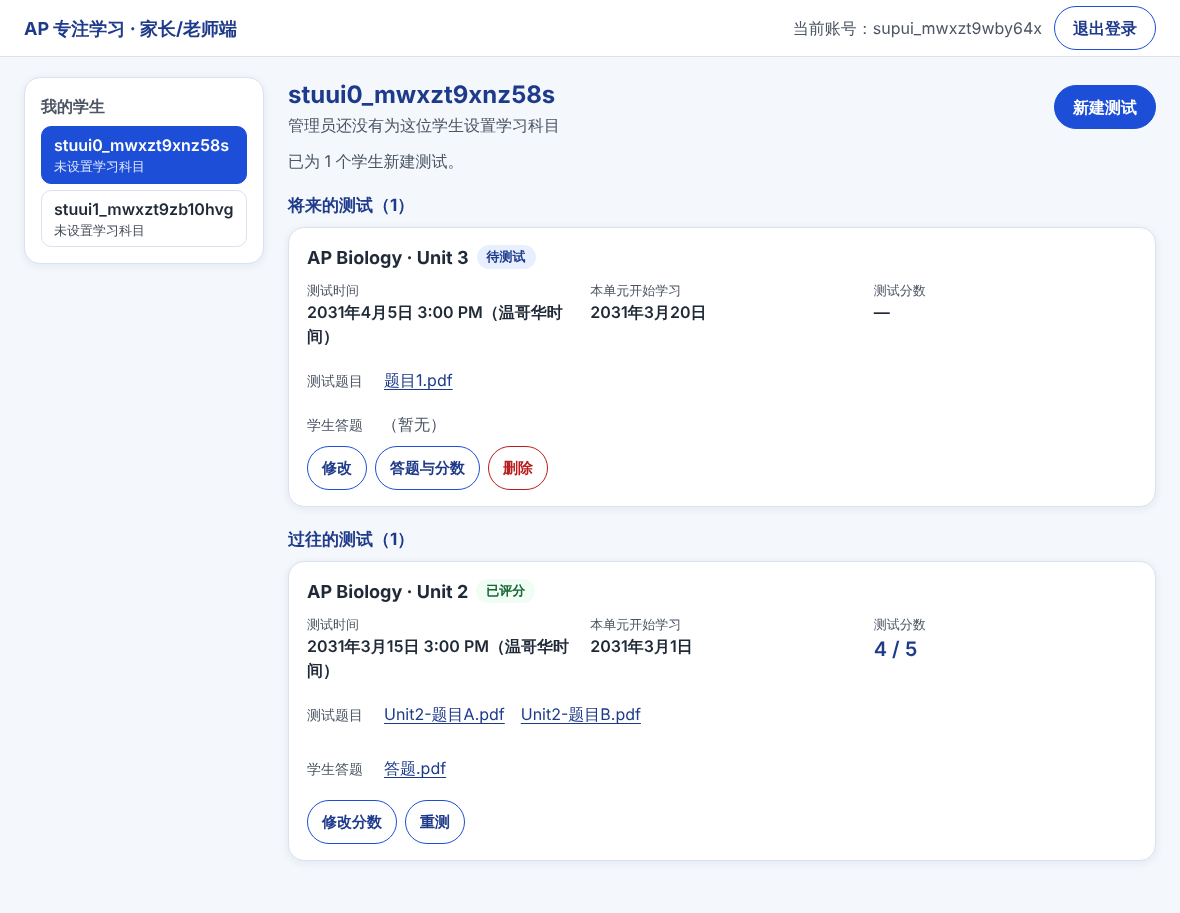 AP 专注学习 · 家长/老师端
当前账号：supui_mwxzt9wby64x
退出登录
我的学生
stuui0_mwxzt9xnz58s
未设置学习科目
stuui1_mwxzt9zb10hvg
未设置学习科目
stuui0_mwxzt9xnz58s
管理员还没有为这位学生设置学习科目
新建测试
已为 1 个学生新建测试。
将来的测试（1）
AP Biology · Unit 3 待测试
测试时间
2031年4月5日 3:00 PM（温哥华时
间）
本单元开始学习
2031年3月20日
测试分数
—
测试题目 题目1.pdf
学生答题 （暂无）
修改 答题与分数 删除
过往的测试（1）
AP Biology · Unit 2 已评分
测试时间
2031年3月15日 3:00 PM（温哥华时
间）
本单元开始学习
2031年3月1日
测试分数
4 / 5
测试题目 Unit2-题目A.pdf Unit2-题目B.pdf
学生答题 答题.pdf
修改分数 重测